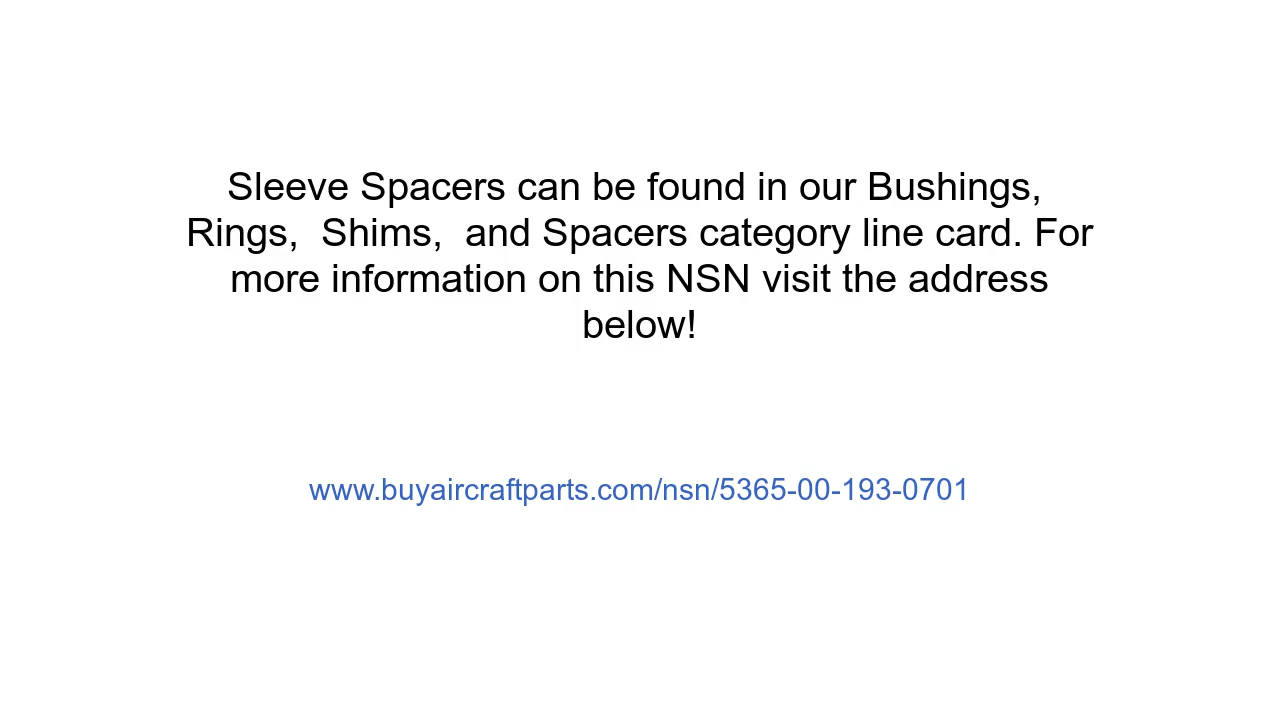 Sleeve Spacers can be found in our Bushings,
Rings,  Shims,  and Spacers category line card. For
more information on this NSN visit the address
below!
www.buyaircraftparts.com/nsn/5365-00-193-0701